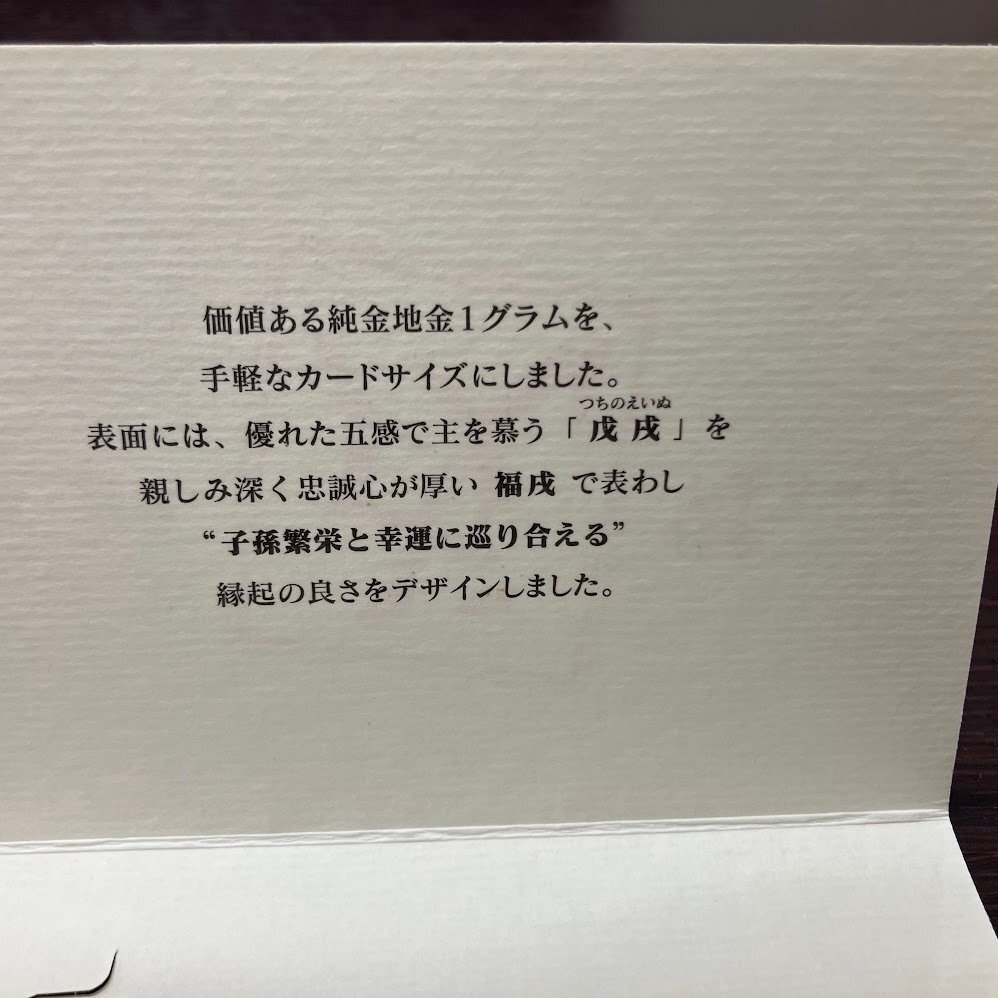 価値ある純金地金1グラムを、
手軽なカードサイズにしました。
つちのえいぬ
表面には、優れた五感で主を慕う「戊戌」を
親しみ深く忠誠心が厚い 福戌 で表わし
“子孫繁栄と幸運に巡り合える”
縁起の良さをデザインしました。